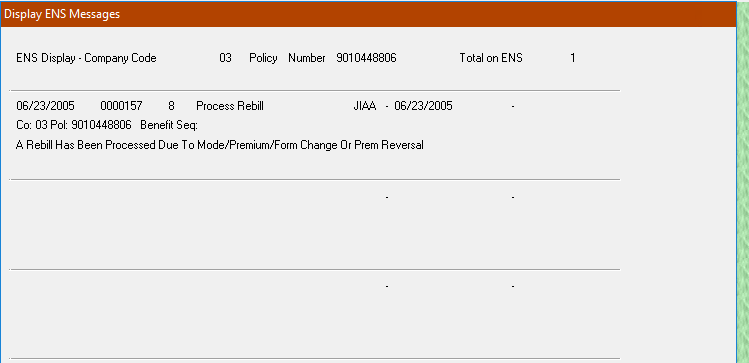 Display ENS Messages
ENS Display - Company Code 03 Policy Number 9010448806 Total on ENS 1
06/23/2005 0000157 8 Process Rebill JIAA - 06/23/2005 -
Co: 03 Pol: 9010448806 Benefit Seq:
A Rebill Has Been Processed Due To Mode/Premium/Form Change Or Prem Reversal
- -
- -